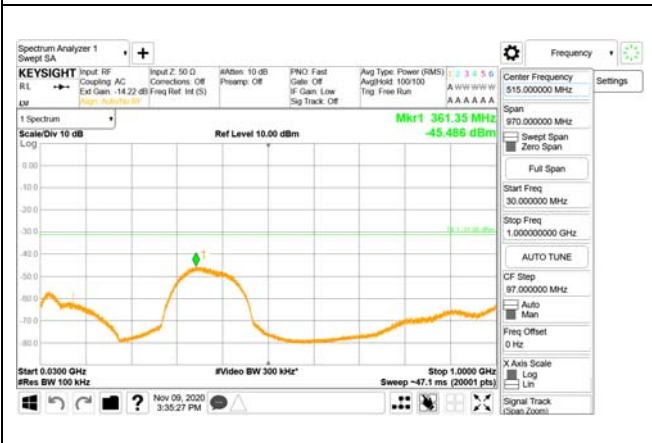 Spectrum Analyzer 1
Swept SA
Frequency
KEYSIGHT
RL
Input: RF
Coupling: AC
Ext Gain: -14.22 dB
Align: Auto/No RF
Input Z: 50 Ω
Corrections: Off
Freq Ref: Int (S)
#Atten: 10 dB
Preamp: Off
PNO: Fast
Gate: Off
IF Gain: Low
Sig Track: Off
Avg Type: Power (RMS)
Avg|Hold: 100/100
Trig: Free Run
1 2 3 4 5 6
A W W W W W
A A A A A A
Center Frequency
515.000000 MHz
Settings
Span
970.000000 MHz
Swept Span
Zero Span
Full Span
Start Freq
30.000000 MHz
Stop Freq
1.000000000 GHz
AUTO TUNE
CF Step
97.000000 MHz
Auto
Man
Freq Offset
0 Hz
X Axis Scale
Log
Lin
Signal Track
(Span Zoom)
1 Spectrum
Scale/Div 10 dB
Log
Ref Level 10.00 dBm
Mkr1 361.35 MHz
-45.486 dBm
0.00
-10.0
-20.0
-30.0
-40.0
-50.0
-60.0
-70.0
-80.0
1
Start 0.0300 GHz
#Res BW 100 kHz
#Video BW 300 kHz*
Stop 1.0000 GHz
Sweep ~47.1 ms (20001 pts)
?
Nov 09, 2020
3:35:27 PM